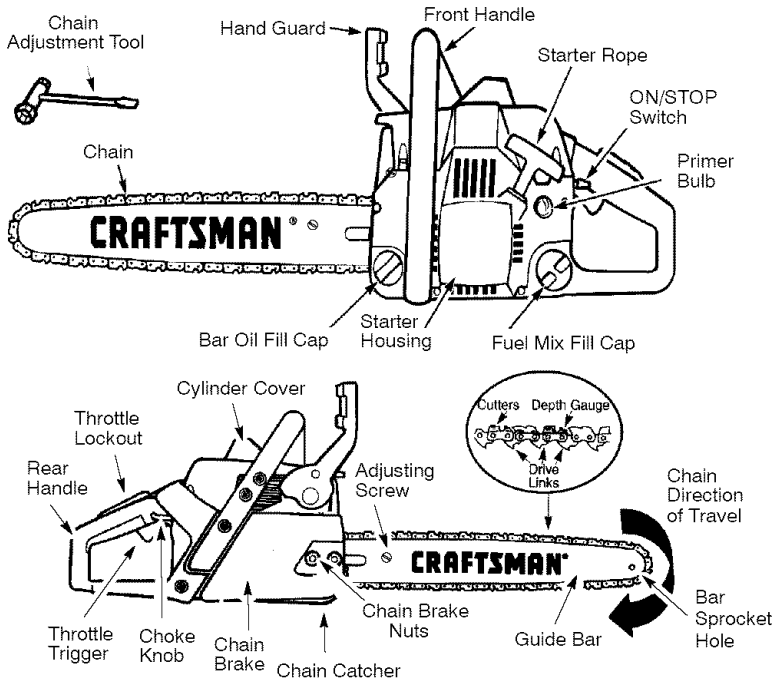 Chain
Adjustment Tool
Hand Guard
Front Handle
Starter Rope
ON/STOP
Switch
Primer
Bulb
Chain
CRAFTSMAN
Bar Oil Fill Cap
Starter
Housing
Fuel Mix Fill Cap
Cylinder Cover
Throttle
Lockout
Rear
Handle
Adjusting
Screw
Cutters
Depth Gauge
Drive
Links
Chain
Direction
of Travel
CRAFTSMAN
Throttle
Trigger
Choke
Knob
Chain
Brake
Chain Catcher
Chain Brake
Nuts
Guide Bar
Bar
Sprocket
Hole